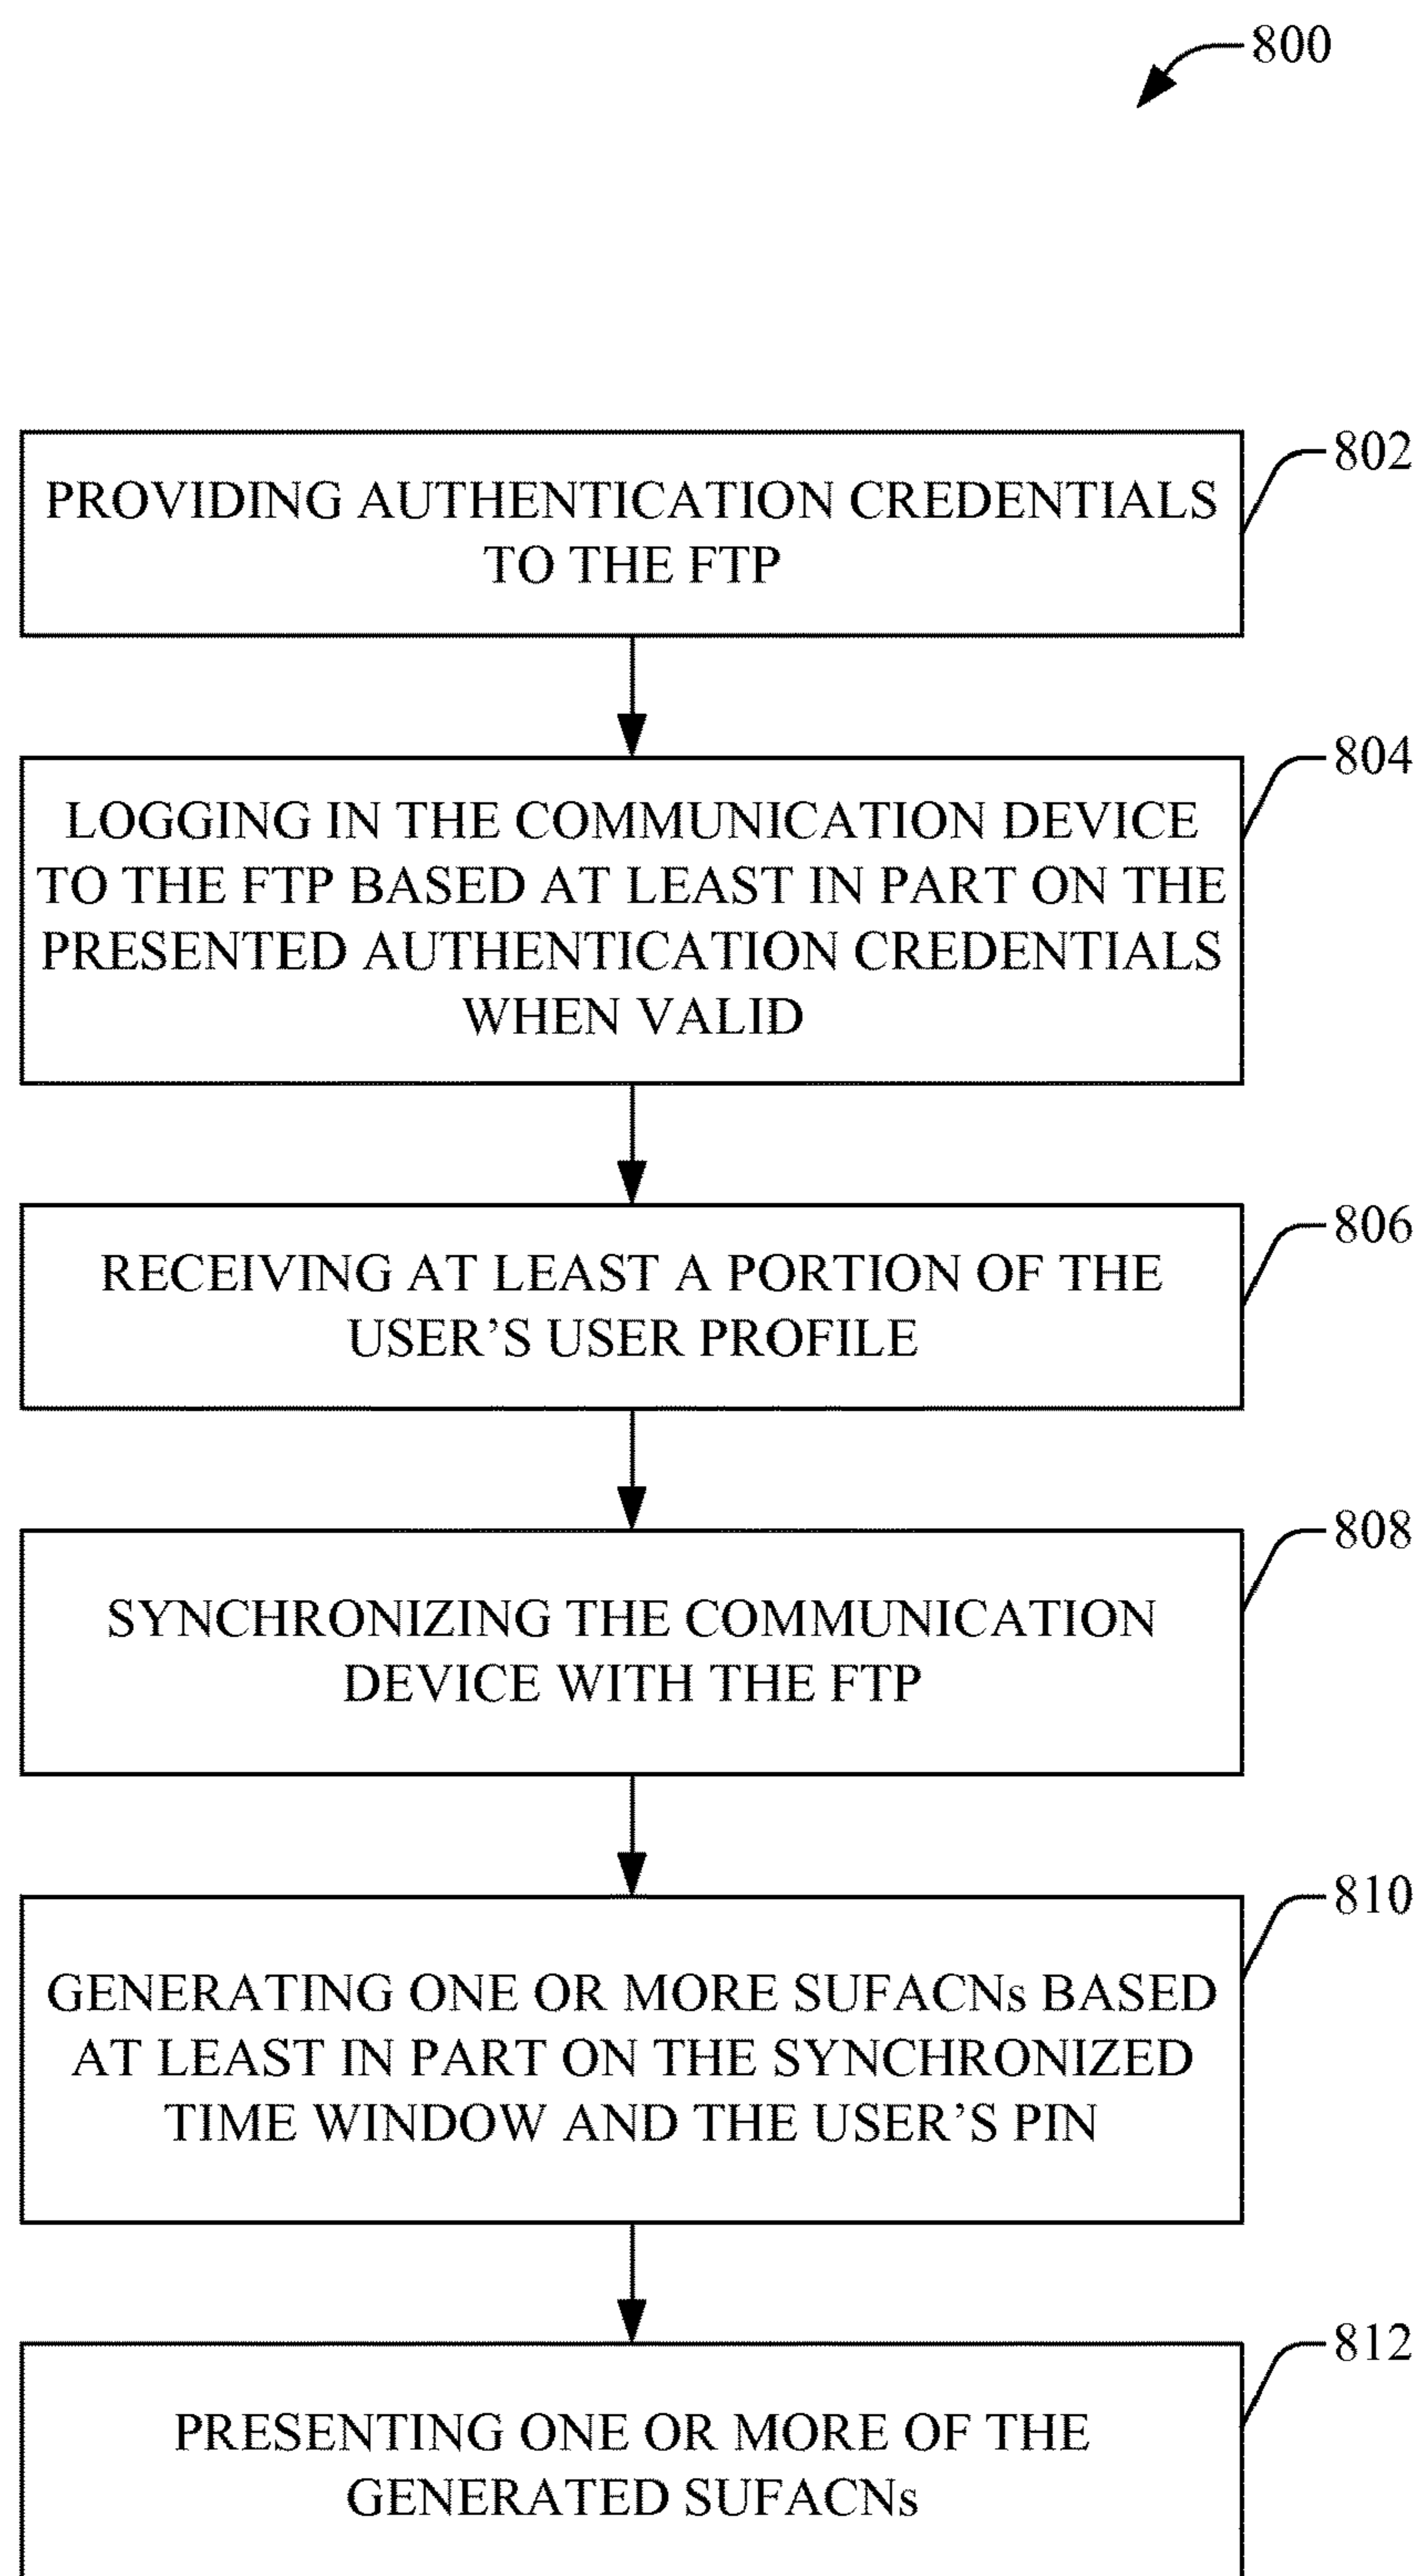 800
802
PROVIDING AUTHENTICATION CREDENTIALS
TO THE FTP
804
LOGGING IN THE COMMUNICATION DEVICE
TO THE FTP BASED AT LEAST IN PART ON THE
PRESENTED AUTHENTICATION CREDENTIALS
WHEN VALID
806
RECEIVING AT LEAST A PORTION OF THE
USER’S USER PROFILE
808
SYNCHRONIZING THE COMMUNICATION
DEVICE WITH THE FTP
810
GENERATING ONE OR MORE SUFACNs BASED
AT LEAST IN PART ON THE SYNCHRONIZED
TIME WINDOW AND THE USER’S PIN
812
PRESENTING ONE OR MORE OF THE
GENERATED SUFACNs